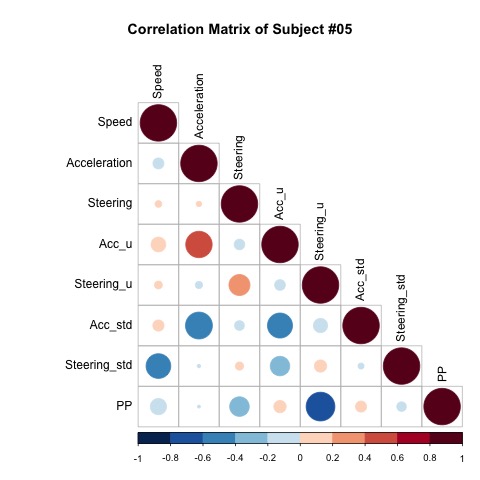 Correlation Matrix of Subject #05
Speed
Acceleration
Steering
Acc_u
Steering_u
Acc_std
Steering_std
PP
Speed
Acceleration
Steering
Acc_u
Steering_u
Acc_std
Steering_std
PP
-1 -0.8 -0.6 -0.4 -0.2 0 0.2 0.4 0.6 0.8 1